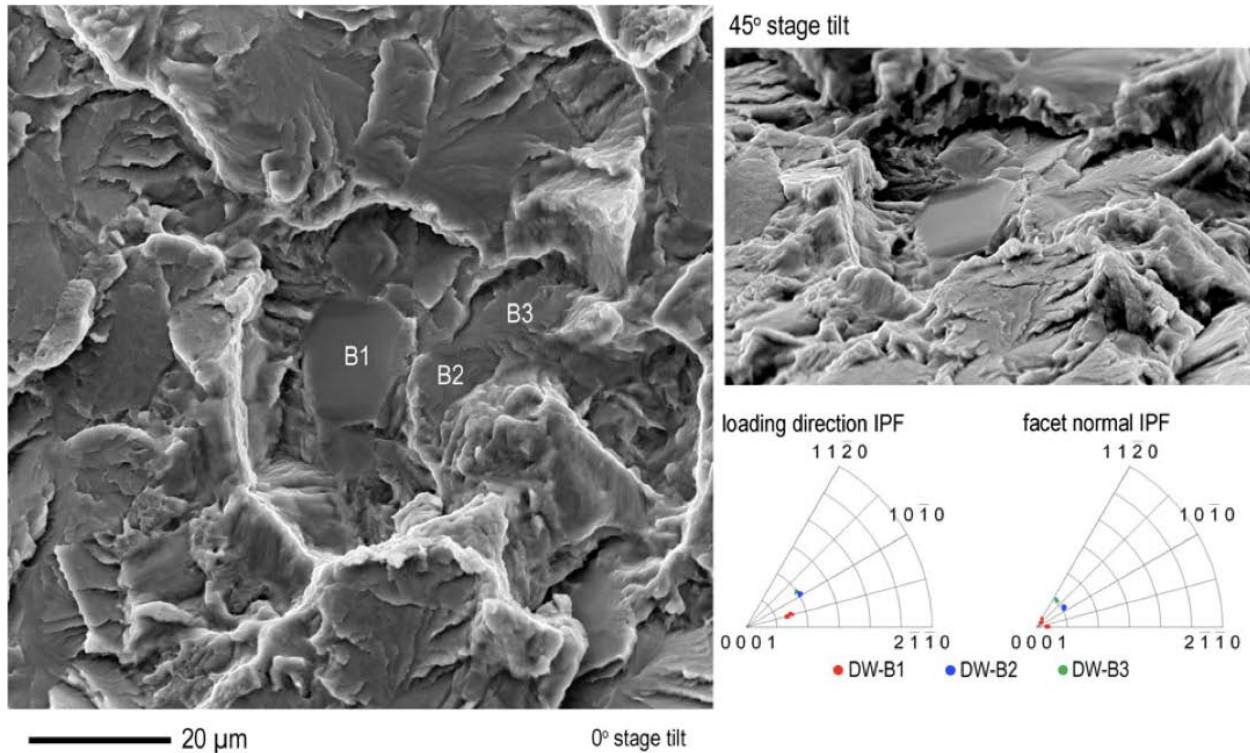 45° stage tilt
B1
B2
B3
20 µm
0° stage tilt
loading direction IPF
1 1 2̄ 0
1 0 1̄ 0
0 0 0 1
2 1̄ 1̄ 0
facet normal IPF
1 1 2̄ 0
1 0 1̄ 0
0 0 0 1
2 1̄ 1̄ 0
DW-B1
DW-B2
DW-B3